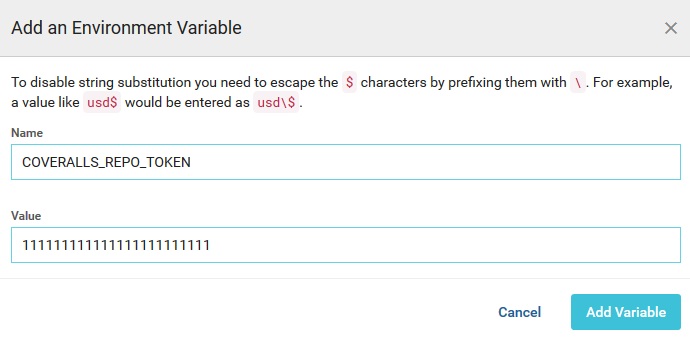 Add an Environment Variable
To disable string substitution you need to escape the $ characters by prefixing them with \ . For example,
a value like usd$ would be entered as usd\$ .
Name
COVERALLS_REPO_TOKEN
Value
1111111111111111111111111
Cancel Add Variable